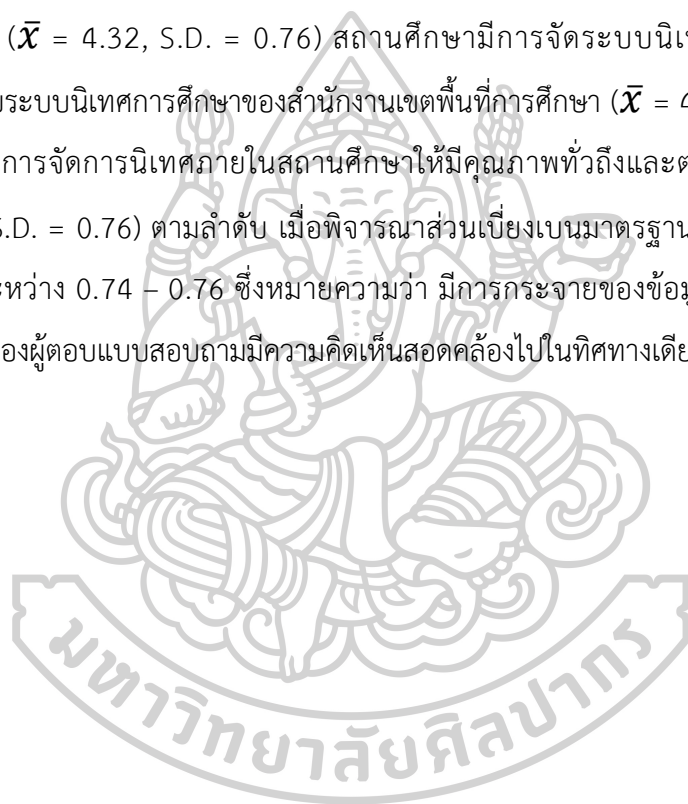 (x̄ = 4.32, S.D. = 0.76) สถานศึกษามีการจัดระบบนิเ
ระบบนิเทศการศึกษาของสำนักงานเขตพื้นที่การศึกษา (x̄ = 4
การจัดการนิเทศภายในสถานศึกษาให้มีคุณภาพทั่วถึงและต
S.D. = 0.76) ตามลำดับ เมื่อพิจารณาส่วนเบี่ยงเบนมาตรฐาน
ะหว่าง 0.74 – 0.76 ซึ่งหมายความว่า มีการกระจายของข้อมู
องผู้ตอบแบบสอบถามมีความคิดเห็นสอดคล้องไปในทิศทางเดีย
มหาวิทยาลัยศิลปากร